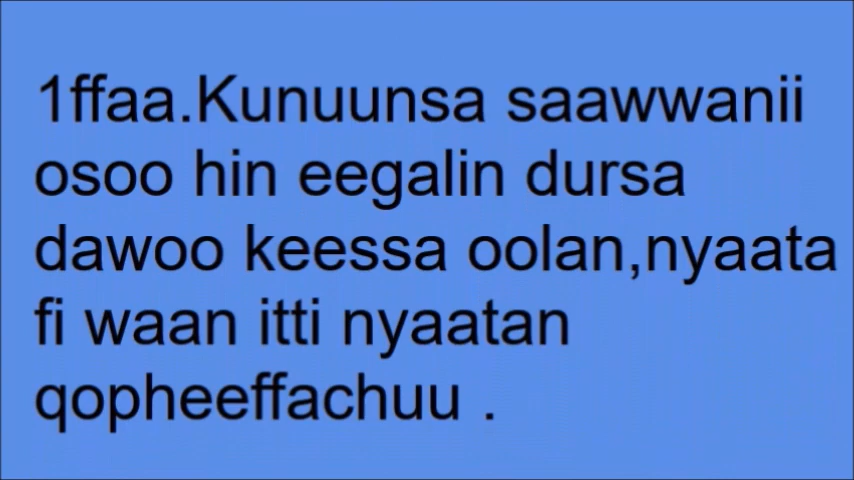 1ffaa.Kunuunsa saawwanii
osoo hin eegalin dursa
dawoo keessa oolan,nyaata
fi waan itti nyaatan
qopheeffachuu .